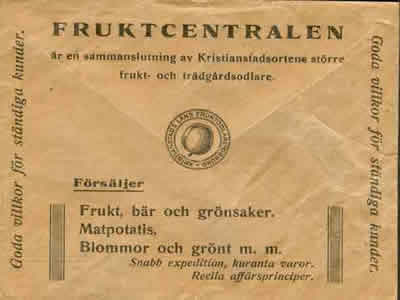 FRUKTCENTRALEN
är en sammanslutning av Kristianstadsortens större
frukt- och trädgårdsodlare.
Goda villkor för ständiga kunder.
Goda villkor för ständiga kunder.
Försäljer
Frukt, bär och grönsaker.
Matpotatis,
Blommor och grönt m. m.
Snabb expedition, kuranta varor.
Reella affärsprinciper.